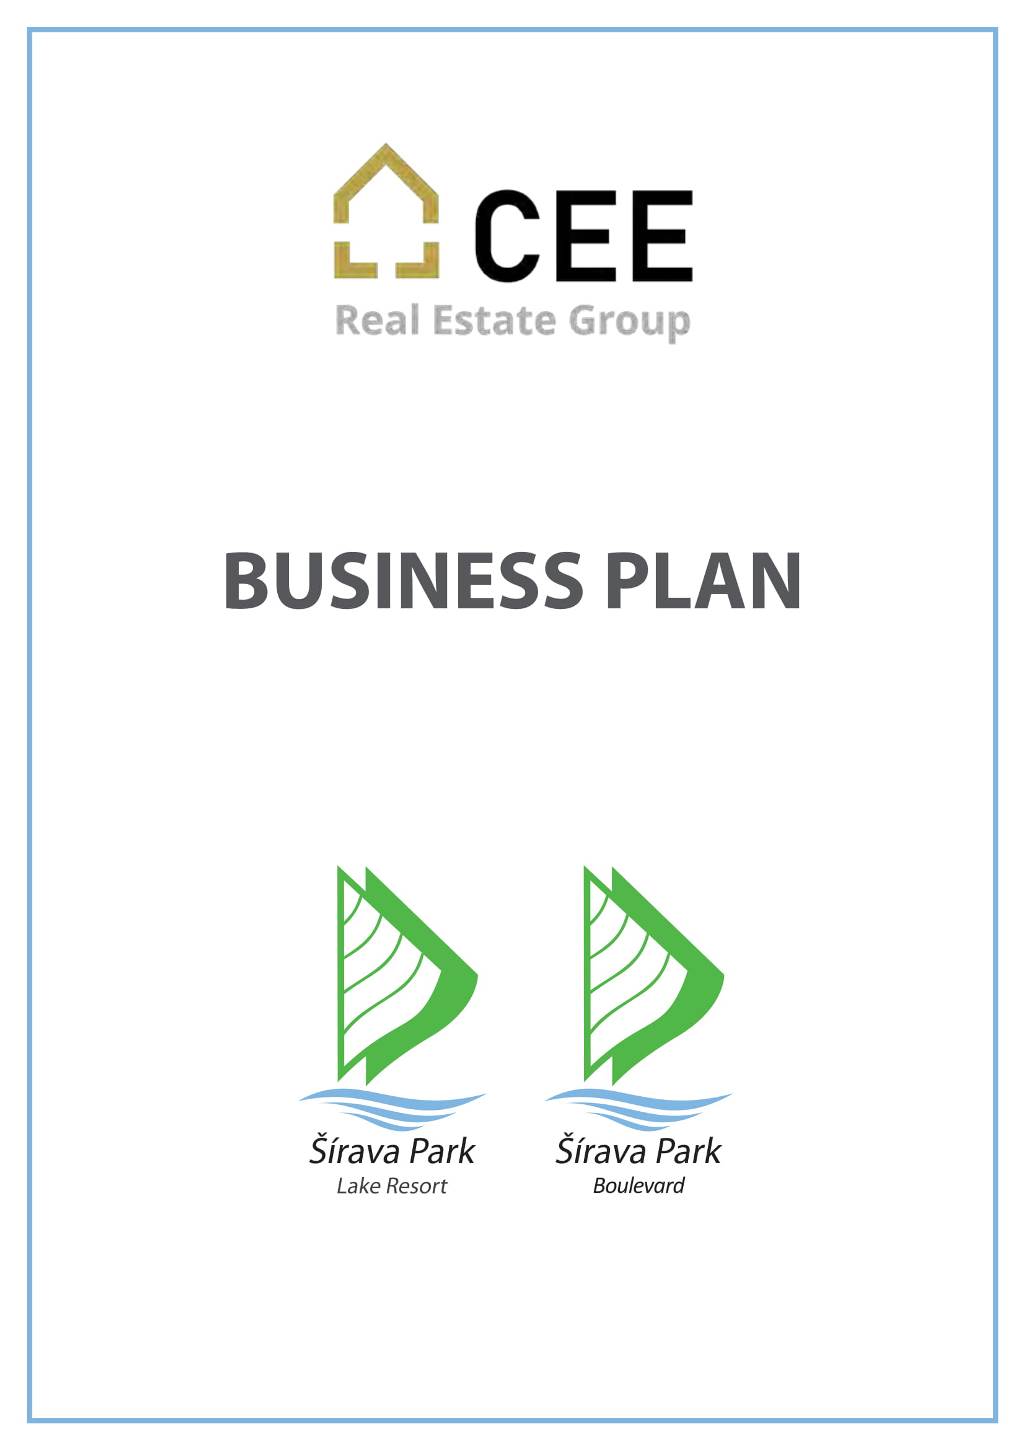 CEE
Real Estate Group
BUSINESS PLAN
Šírava Park
Lake Resort
Šírava Park
Boulevard